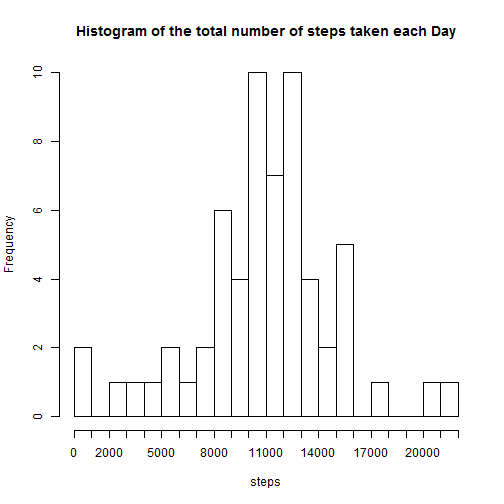 Histogram of the total number of steps taken each Day
10
8
6
4
2
0
Frequency
0 2000 5000 8000 11000 14000 17000 20000
steps